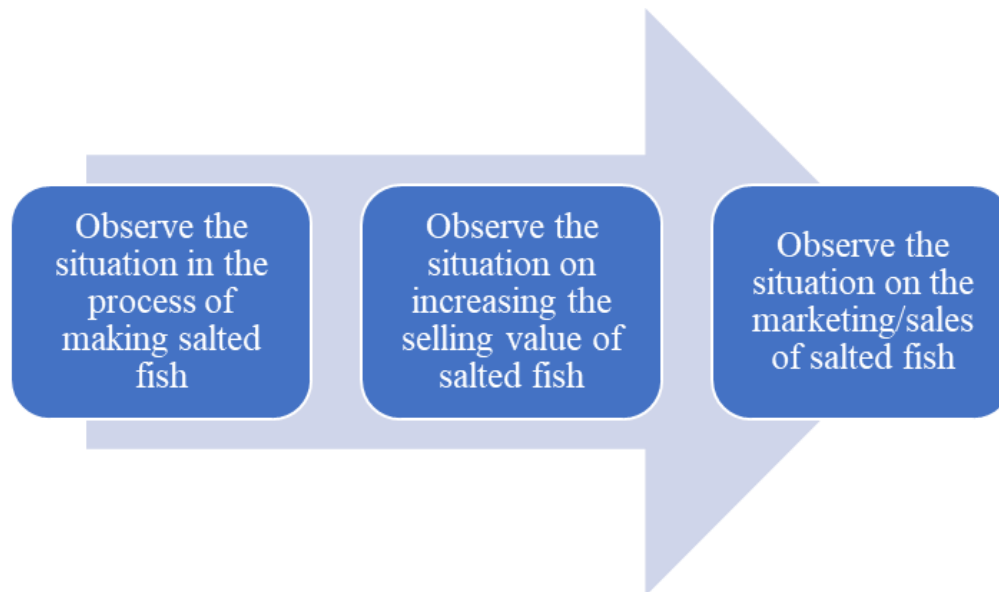 Observe the
situation in the
process of
making salted
fish
Observe the
situation on
increasing the
selling value of
salted fish
Observe the
situation on the
marketing/sales
of salted fish